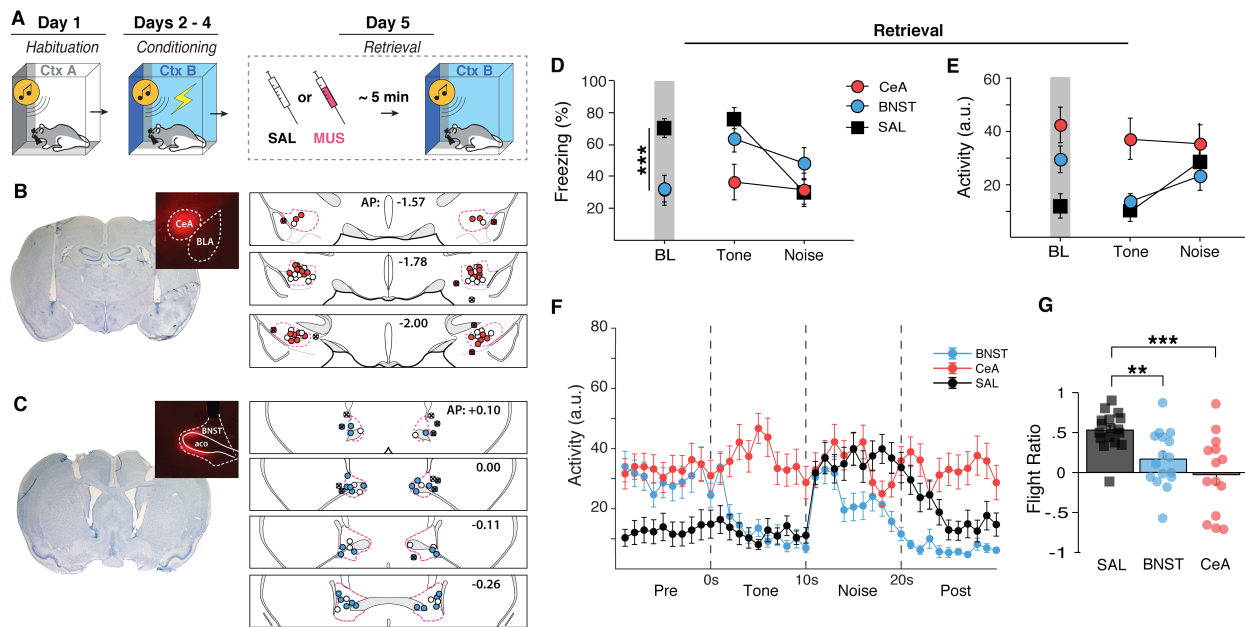 A
Day 1
Habituation
Days 2 - 4
Conditioning
Day 5
Retrieval
Ctx A
Ctx B
or
~ 5 min
Ctx B
SAL
MUS
B
CeA
BLA
AP: -1.57
-1.78
-2.00
C
BNST
aco
AP: +0.10
0.00
-0.11
-0.26
Retrieval
D
Freezing (%)
100
80
60
40
20
***
CeA
BNST
SAL
BL
Tone
Noise
E
Activity (a.u.)
60
40
20
BL
Tone
Noise
F
Activity (a.u.)
80
60
40
20
BNST
CeA
SAL
0s
10s
20s
Pre
Tone
Noise
Post
G
Flight Ratio
***
**
1
.5
0
-.5
-1
SAL
BNST
CeA